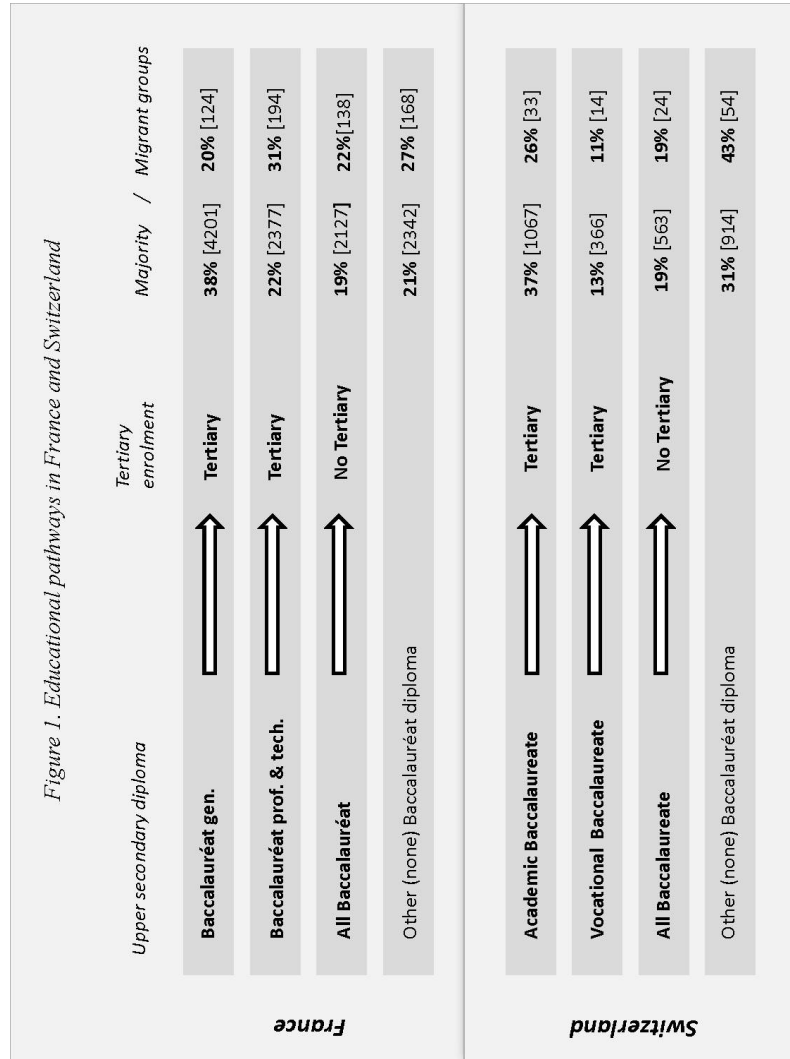 Figure 1. Educational pathways in France and Switzerland
Upper secondary diploma Tertiary enrolment Majority / Migrant groups
France
Baccalauréat gen. Tertiary 38% [4201] 20% [124]
Baccalauréat prof. & tech. Tertiary 22% [2377] 31% [194]
All Baccalauréat No Tertiary 19% [2127] 22%[138]
Other (none) Baccalauréat diploma 21% [2342] 27% [168]
Switzerland
Academic Baccalaureate Tertiary 37% [1067] 26% [33]
Vocational Baccalaureate Tertiary 13% [366] 11% [14]
All Baccalaureate No Tertiary 19% [563] 19% [24]
Other (none) Baccalauréat diploma 31% [914] 43% [54]